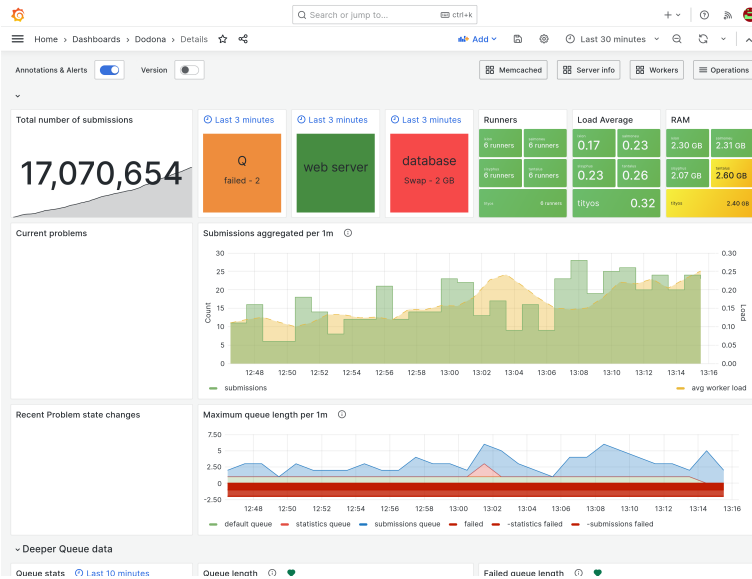 Search or jump to... ctrl+k
Home › Dashboards › Dodona › Details Add Last 30 minutes
Annotations & Alerts Version Memcached Server info Workers Operations
Total number of submissions
17,070,654
Last 3 minutes
Q
failed - 2
Last 3 minutes
web server
Last 3 minutes
database
Swap - 2 GB
Runners
6 runners 6 runners
6 runners 6 runners
6 runners
Load Average
0.17 0.23
0.23 0.26
tityos 0.32
RAM
2.30 GB 2.31 GB
2.07 GB 2.60 GB
tityos 2.40 GB
Current problems
Submissions aggregated per 1m
30 0.30
25 0.25
20 0.20
15 0.15
10 0.10
5 0.05
0 0.00
Count
Load
12:48 12:50 12:52 12:54 12:56 12:58 13:00 13:02 13:04 13:06 13:08 13:10 13:12 13:14 13:16
submissions avg worker load
Recent Problem state changes
Maximum queue length per 1m
7.50
5
2.50
0
-2.50
12:48 12:50 12:52 12:54 12:56 12:58 13:00 13:02 13:04 13:06 13:08 13:10 13:12 13:14 13:16
default queue statistics queue submissions queue failed -statistics failed -submissions failed
Deeper Queue data
Queue stats Last 10 minutes
Queue length
Failed queue length